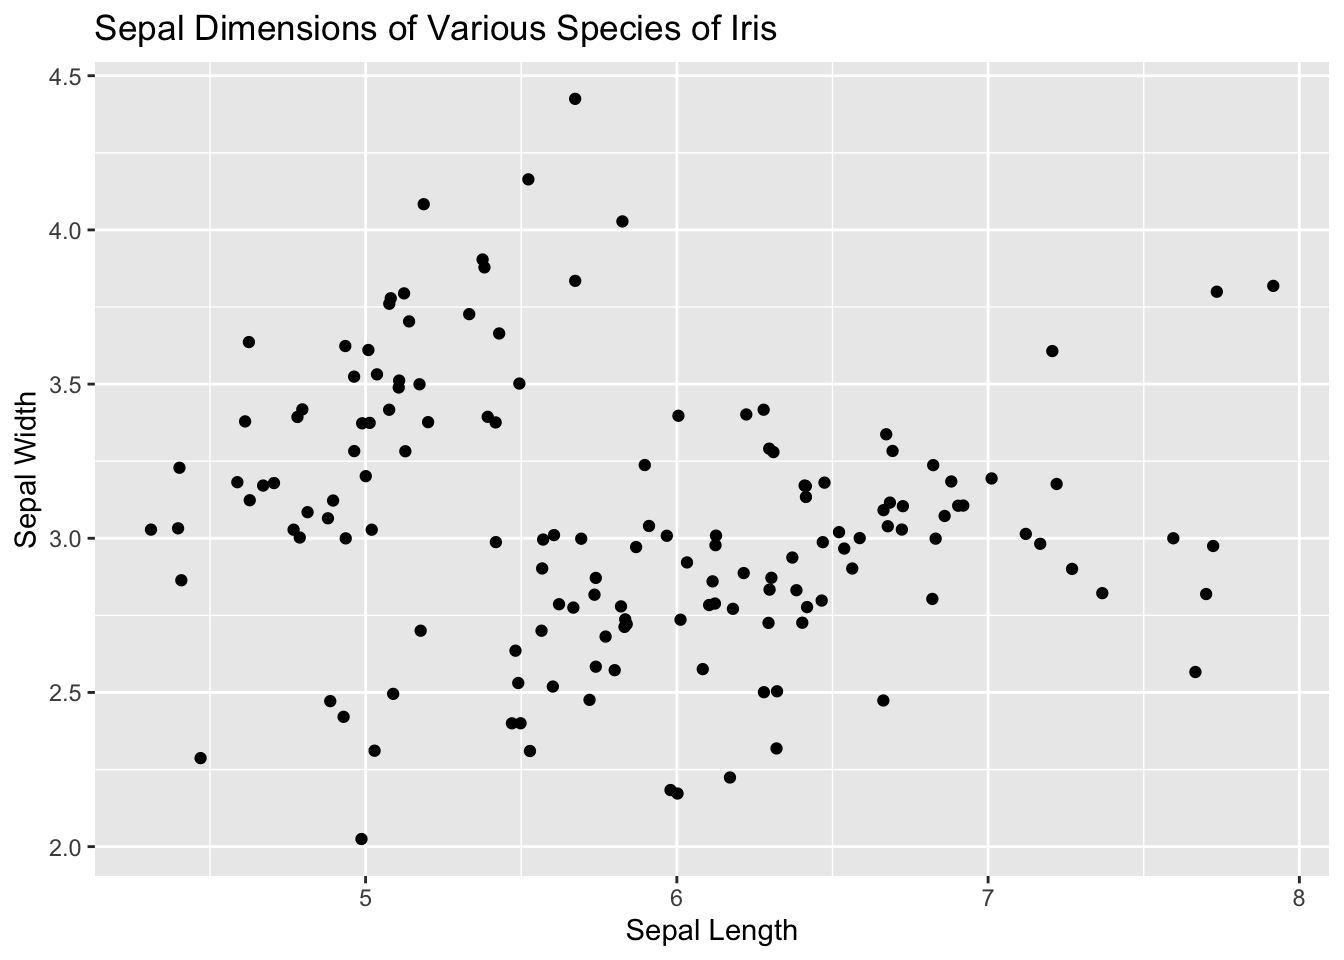 Sepal Dimensions of Various Species of Iris
4.5
4.0
3.5
3.0
2.5
2.0
Sepal Width
5 6 7 8
Sepal Length